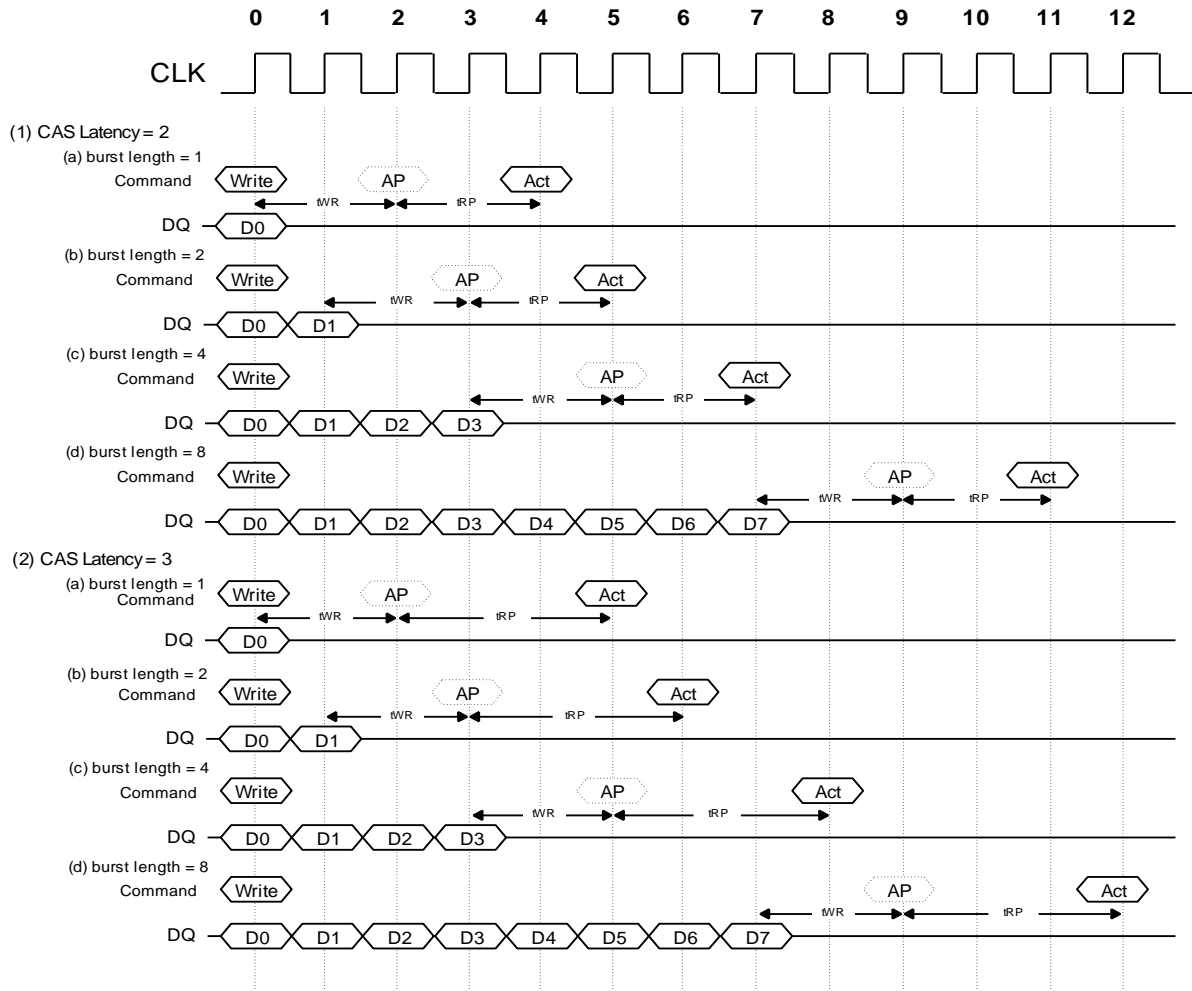 0 1 2 3 4 5 6 7 8 9 10 11 12
CLK
(1) CAS Latency = 2
(a) burst length = 1
Command Write AP Act
tWR tRP
DQ D0
(b) burst length = 2
Command Write AP Act
tWR tRP
DQ D0 D1
(c) burst length = 4
Command Write AP Act
tWR tRP
DQ D0 D1 D2 D3
(d) burst length = 8
Command Write AP Act
tWR tRP
DQ D0 D1 D2 D3 D4 D5 D6 D7
(2) CAS Latency = 3
(a) burst length = 1
Command Write AP Act
tWR tRP
DQ D0
(b) burst length = 2
Command Write AP Act
tWR tRP
DQ D0 D1
(c) burst length = 4
Command Write AP Act
tWR tRP
DQ D0 D1 D2 D3
(d) burst length = 8
Command Write AP Act
tWR tRP
DQ D0 D1 D2 D3 D4 D5 D6 D7